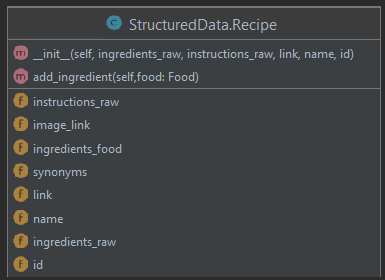 C StructuredData.Recipe
m __init__(self, ingredients_raw, instructions_raw, link, name, id)
m add_ingredient(self,food: Food)
f instructions_raw
f image_link
f ingredients_food
f synonyms
f link
f name
f ingredients_raw
f id